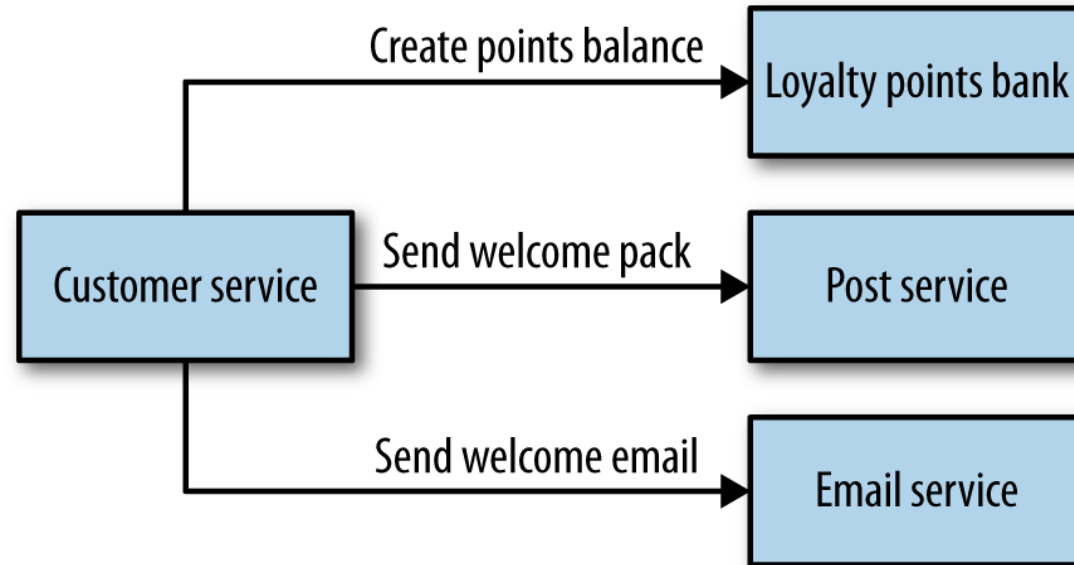 Create points balance
Loyalty points bank
Customer service
Send welcome pack
Post service
Send welcome email
Email service